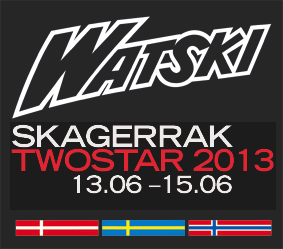 WATSKI
SKAGERRAK
TWOSTAR 2013
13.06 –15.06